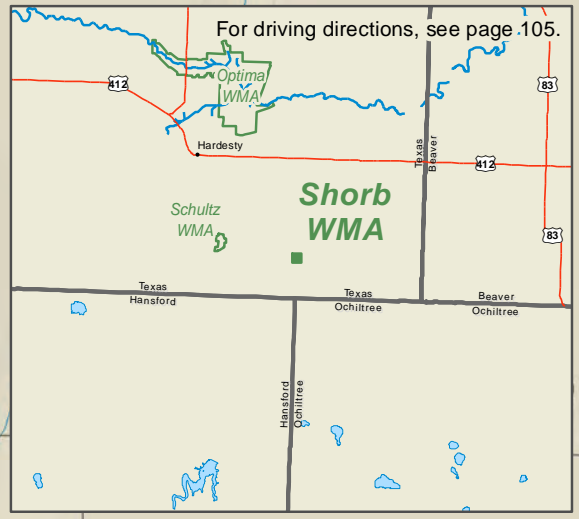 For driving directions, see page 105.
Optima
WMA
412
83
Hardesty
Texas
Beaver
412
Shorb
WMA
Schultz
WMA
83
Texas
Hansford
Texas
Ochiltree
Beaver
Ochiltree
Hansford
Ochiltree